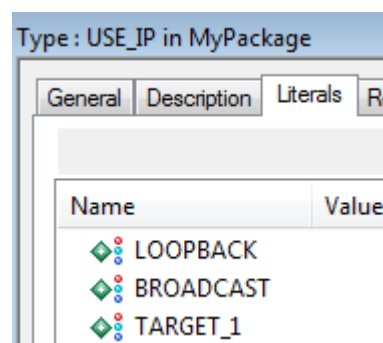 Type : USE_IP in MyPackage
General Description Literals R
Name Value
LOOPBACK
BROADCAST
TARGET_1